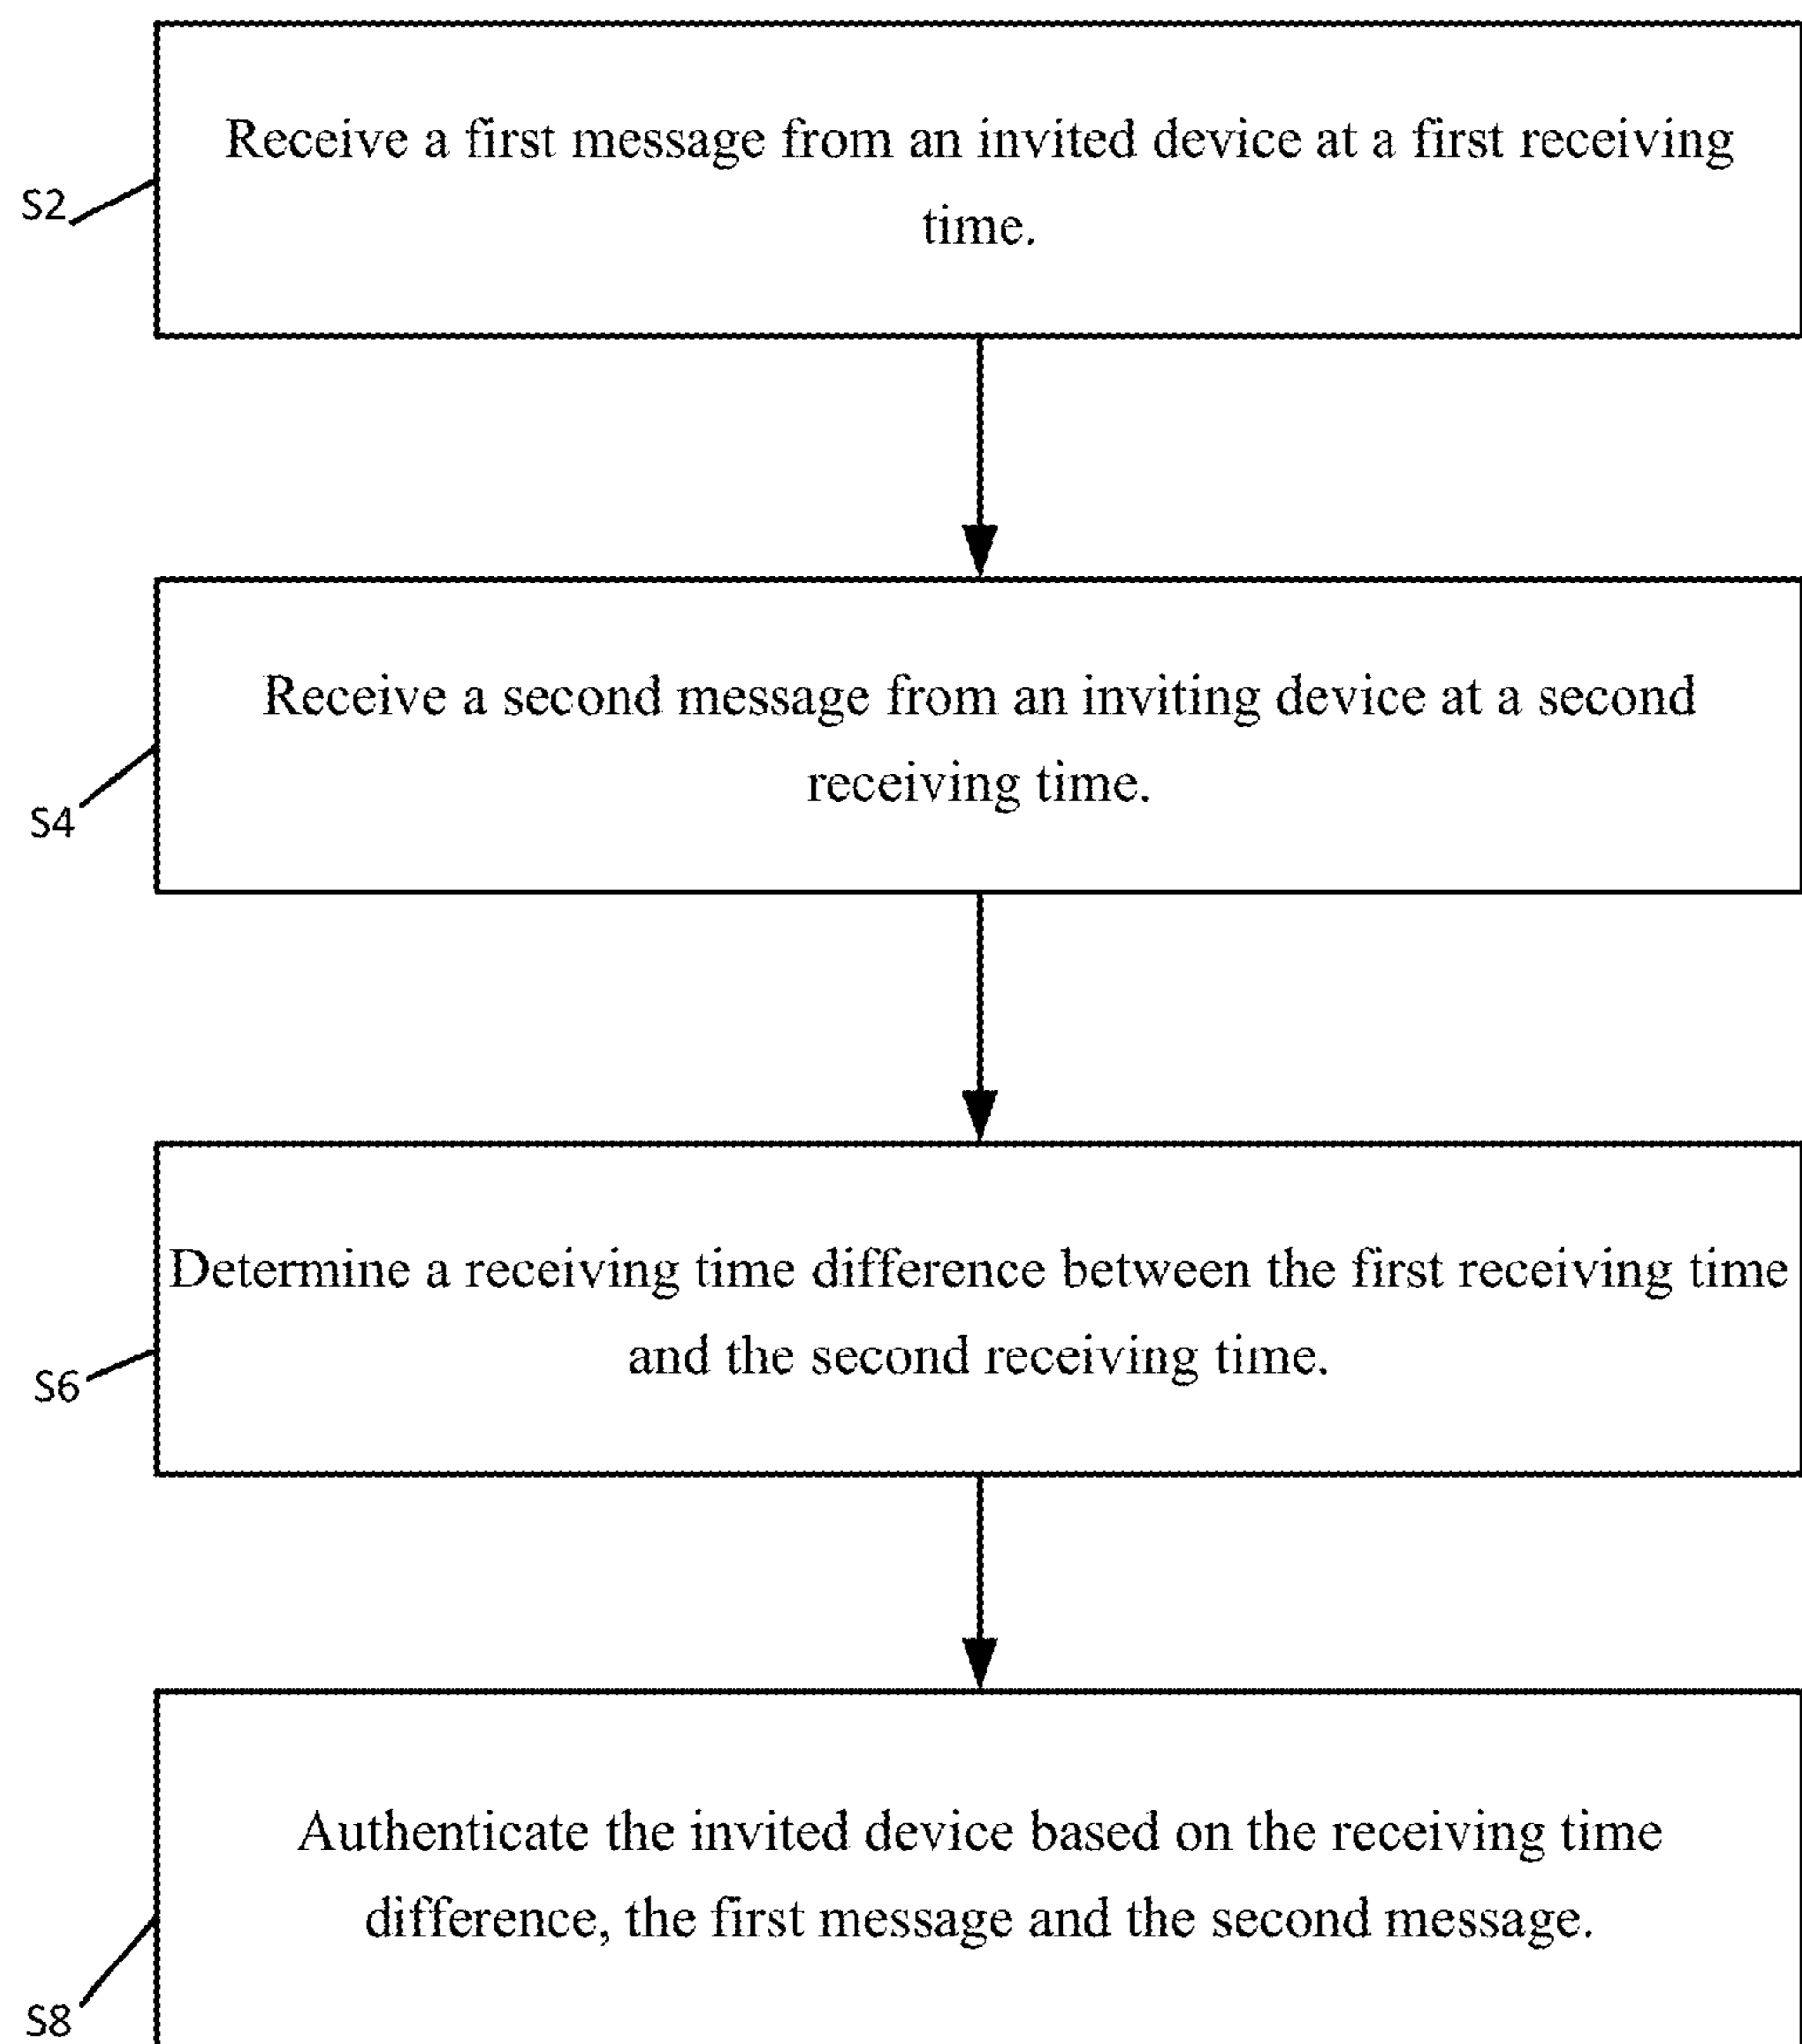 Receive a first message from an invited device at a first receiving
time.
S2
Receive a second message from an inviting device at a second
receiving time.
S4
Determine a receiving time difference between the first receiving time
and the second receiving time.
S6
Authenticate the invited device based on the receiving time
difference, the first message and the second message.
S8